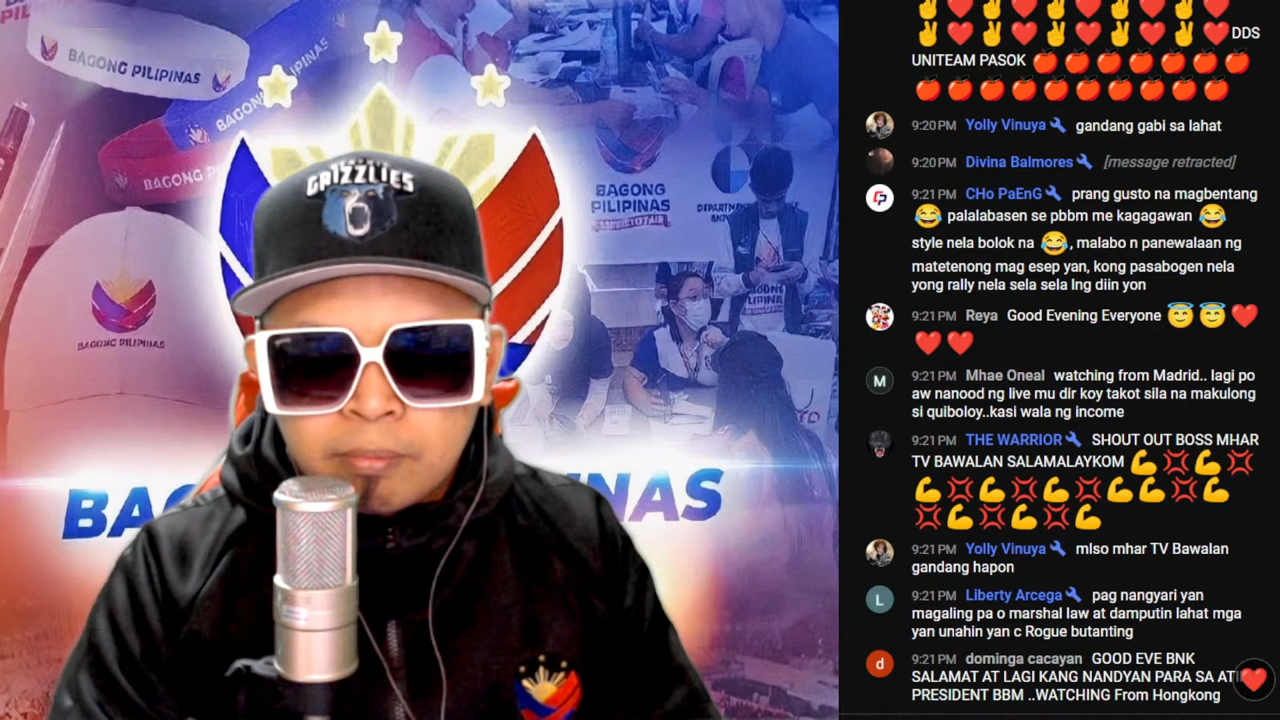 BAGONG PILIPINAS
BAGONG
BAGONG PILIPINAS
BAGONG PILIPINAS
BAGONG
PILIPINAS
GRIZZLIES
BAG
NAS
DDS
UNITEAM PASOK 🍎🍎🍎🍎🍎🍎🍎
🍎🍎🍎🍎🍎🍎🍎🍎🍎🍎
9:20 PM Yolly Vinuya gandang gabi sa lahat
9:20 PM Divina Balmores [message retracted]
9:21 PM CHo PaEnG prang gusto na magbentang
😂 palalabasen se pbbm me kagagawan 😂
style nela bolok na 😂, malabo n panewalaan ng
matetenong mag esep yan, kong pasabogen nela
yong rally nela sela sela lng diin yon
9:21 PM Reya Good Evening Everyone 😇 😇 ❤️
❤️ ❤️
M 9:21 PM Mhae Oneal watching from Madrid.. lagi po
aw nanood ng live mu dir koy takot sila na makulong
si quiboloy..kasi wala ng income
9:21 PM THE WARRIOR SHOUT OUT BOSS MHAR
TV BAWALAN SALAMALAYKOM 💪💢💪💢
💪💢💪💢💪💢💪💪💢💪
💢💪💢💪💢💪
9:21 PM Yolly Vinuya mlso mhar TV Bawalan
gandang hapon
L 9:21 PM Liberty Arcega pag nangyari yan
magaling pa o marshal law at damputin lahat mga
yan unahin yan c Rogue butanting
d 9:21 PM dominga cacayan GOOD EVE BNK
SALAMAT AT LAGI KANG NANDYAN PARA SA
PRESIDENT BBM ..WATCHING From Hongkong